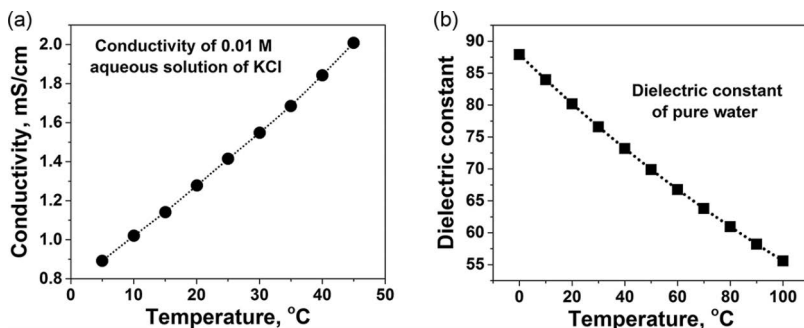 (a)
Conductivity of 0.01 M
aqueous solution of KCl
Conductivity, mS/cm
2.0
1.8
1.6
1.4
1.2
1.0
0.8
0 10 20 30 40 50
Temperature, °C
(b)
Dielectric constant
of pure water
Dielectric constant
90
85
80
75
70
65
60
55
0 20 40 60 80 100
Temperature, °C